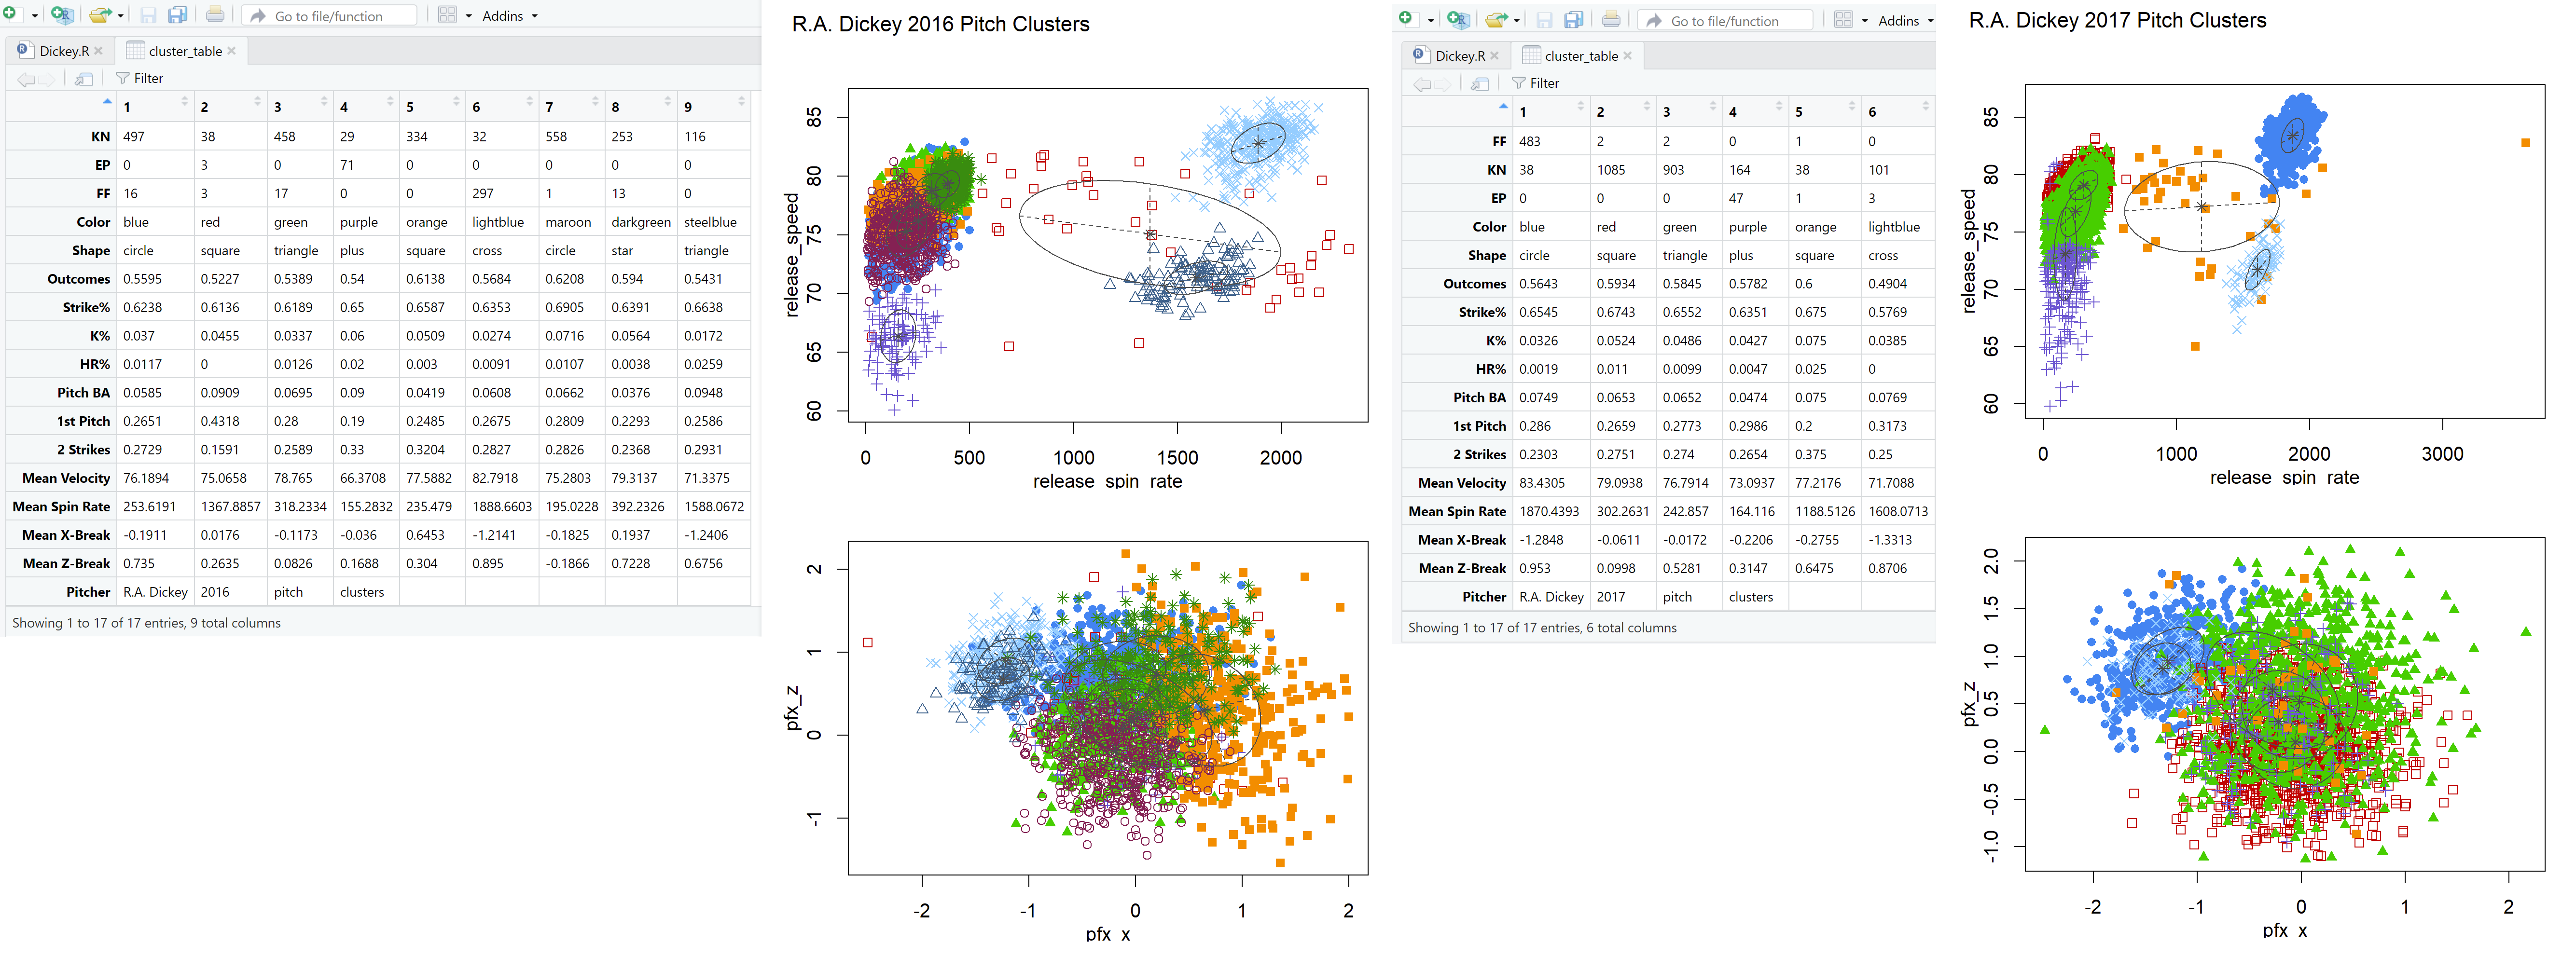 Go to file/function
Addins
Dickey.R
cluster_table
Filter
1 2 3 4 5 6 7 8 9
KN 497 38 458 29 334 32 558 253 116
EP 0 3 0 71 0 0 0 0 0
FF 16 3 17 0 0 297 1 13 0
Color blue red green purple orange lightblue maroon darkgreen steelblue
Shape circle square triangle plus square cross circle star triangle
Outcomes 0.5595 0.5227 0.5389 0.54 0.6138 0.5684 0.6208 0.594 0.5431
Strike% 0.6238 0.6136 0.6189 0.65 0.6587 0.6353 0.6905 0.6391 0.6638
K% 0.037 0.0455 0.0337 0.06 0.0509 0.0274 0.0716 0.0564 0.0172
HR% 0.0117 0 0.0126 0.02 0.003 0.0091 0.0107 0.0038 0.0259
Pitch BA 0.0585 0.0909 0.0695 0.09 0.0419 0.0608 0.0662 0.0376 0.0948
1st Pitch 0.2651 0.4318 0.28 0.19 0.2485 0.2675 0.2809 0.2293 0.2586
2 Strikes 0.2729 0.1591 0.2589 0.33 0.3204 0.2827 0.2826 0.2368 0.2931
Mean Velocity 76.1894 75.0658 78.765 66.3708 77.5882 82.7918 75.2803 79.3137 71.3375
Mean Spin Rate 253.6191 1367.8857 318.2334 155.2832 235.479 1888.6603 195.0228 392.2326 1588.0672
Mean X-Break -0.1911 0.0176 -0.1173 -0.036 0.6453 -1.2141 -0.1825 0.1937 -1.2406
Mean Z-Break 0.735 0.2635 0.0826 0.1688 0.304 0.895 -0.1866 0.7228 0.6756
Pitcher R.A. Dickey 2016 pitch clusters
Showing 1 to 17 of 17 entries, 9 total columns
R.A. Dickey 2016 Pitch Clusters
release_speed
85
80
75
70
65
60
0 500 1000 1500 2000
release_spin_rate
pfx_z
2
1
0
-1
-2 -1 0 1 2
pfx_x
Go to file/function
Addins
Dickey.R
cluster_table
Filter
1 2 3 4 5 6
FF 483 2 2 0 1 0
KN 38 1085 903 164 38 101
EP 0 0 0 47 1 3
Color blue red green purple orange lightblue
Shape circle square triangle plus square cross
Outcomes 0.5643 0.5934 0.5845 0.5782 0.6 0.4904
Strike% 0.6545 0.6743 0.6552 0.6351 0.675 0.5769
K% 0.0326 0.0524 0.0486 0.0427 0.075 0.0385
HR% 0.0019 0.011 0.0099 0.0047 0.025 0
Pitch BA 0.0749 0.0653 0.0652 0.0474 0.075 0.0769
1st Pitch 0.286 0.2659 0.2773 0.2986 0.2 0.3173
2 Strikes 0.2303 0.2751 0.274 0.2654 0.375 0.25
Mean Velocity 83.4305 79.0938 76.7914 73.0937 77.2176 71.7088
Mean Spin Rate 1870.4393 302.2631 242.857 164.116 1188.5126 1608.0713
Mean X-Break -1.2848 -0.0611 -0.0172 -0.2206 -0.2755 -1.3313
Mean Z-Break 0.953 0.0998 0.5281 0.3147 0.6475 0.8706
Pitcher R.A. Dickey 2017 pitch clusters
Showing 1 to 17 of 17 entries, 6 total columns
R.A. Dickey 2017 Pitch Clusters
release_speed
85
80
75
70
65
60
0 1000 2000 3000
release_spin_rate
pfx_z
2.0
1.5
1.0
0.5
0.0
-0.5
-1.0
-2 -1 0 1 2
pfx_x